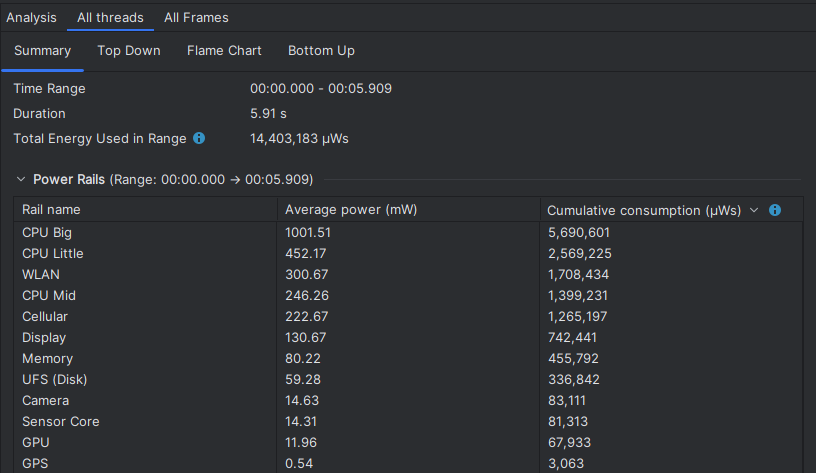 Analysis All threads All Frames
Summary Top Down Flame Chart Bottom Up
Time Range 00:00.000 - 00:05.909
Duration 5.91 s
Total Energy Used in Range 14,403,183 µWs
Power Rails (Range: 00:00.000 → 00:05.909)
Rail name Average power (mW) Cumulative consumption (µWs)
CPU Big 1001.51 5,690,601
CPU Little 452.17 2,569,225
WLAN 300.67 1,708,434
CPU Mid 246.26 1,399,231
Cellular 222.67 1,265,197
Display 130.67 742,441
Memory 80.22 455,792
UFS (Disk) 59.28 336,842
Camera 14.63 83,111
Sensor Core 14.31 81,313
GPU 11.96 67,933
GPS 0.54 3,063